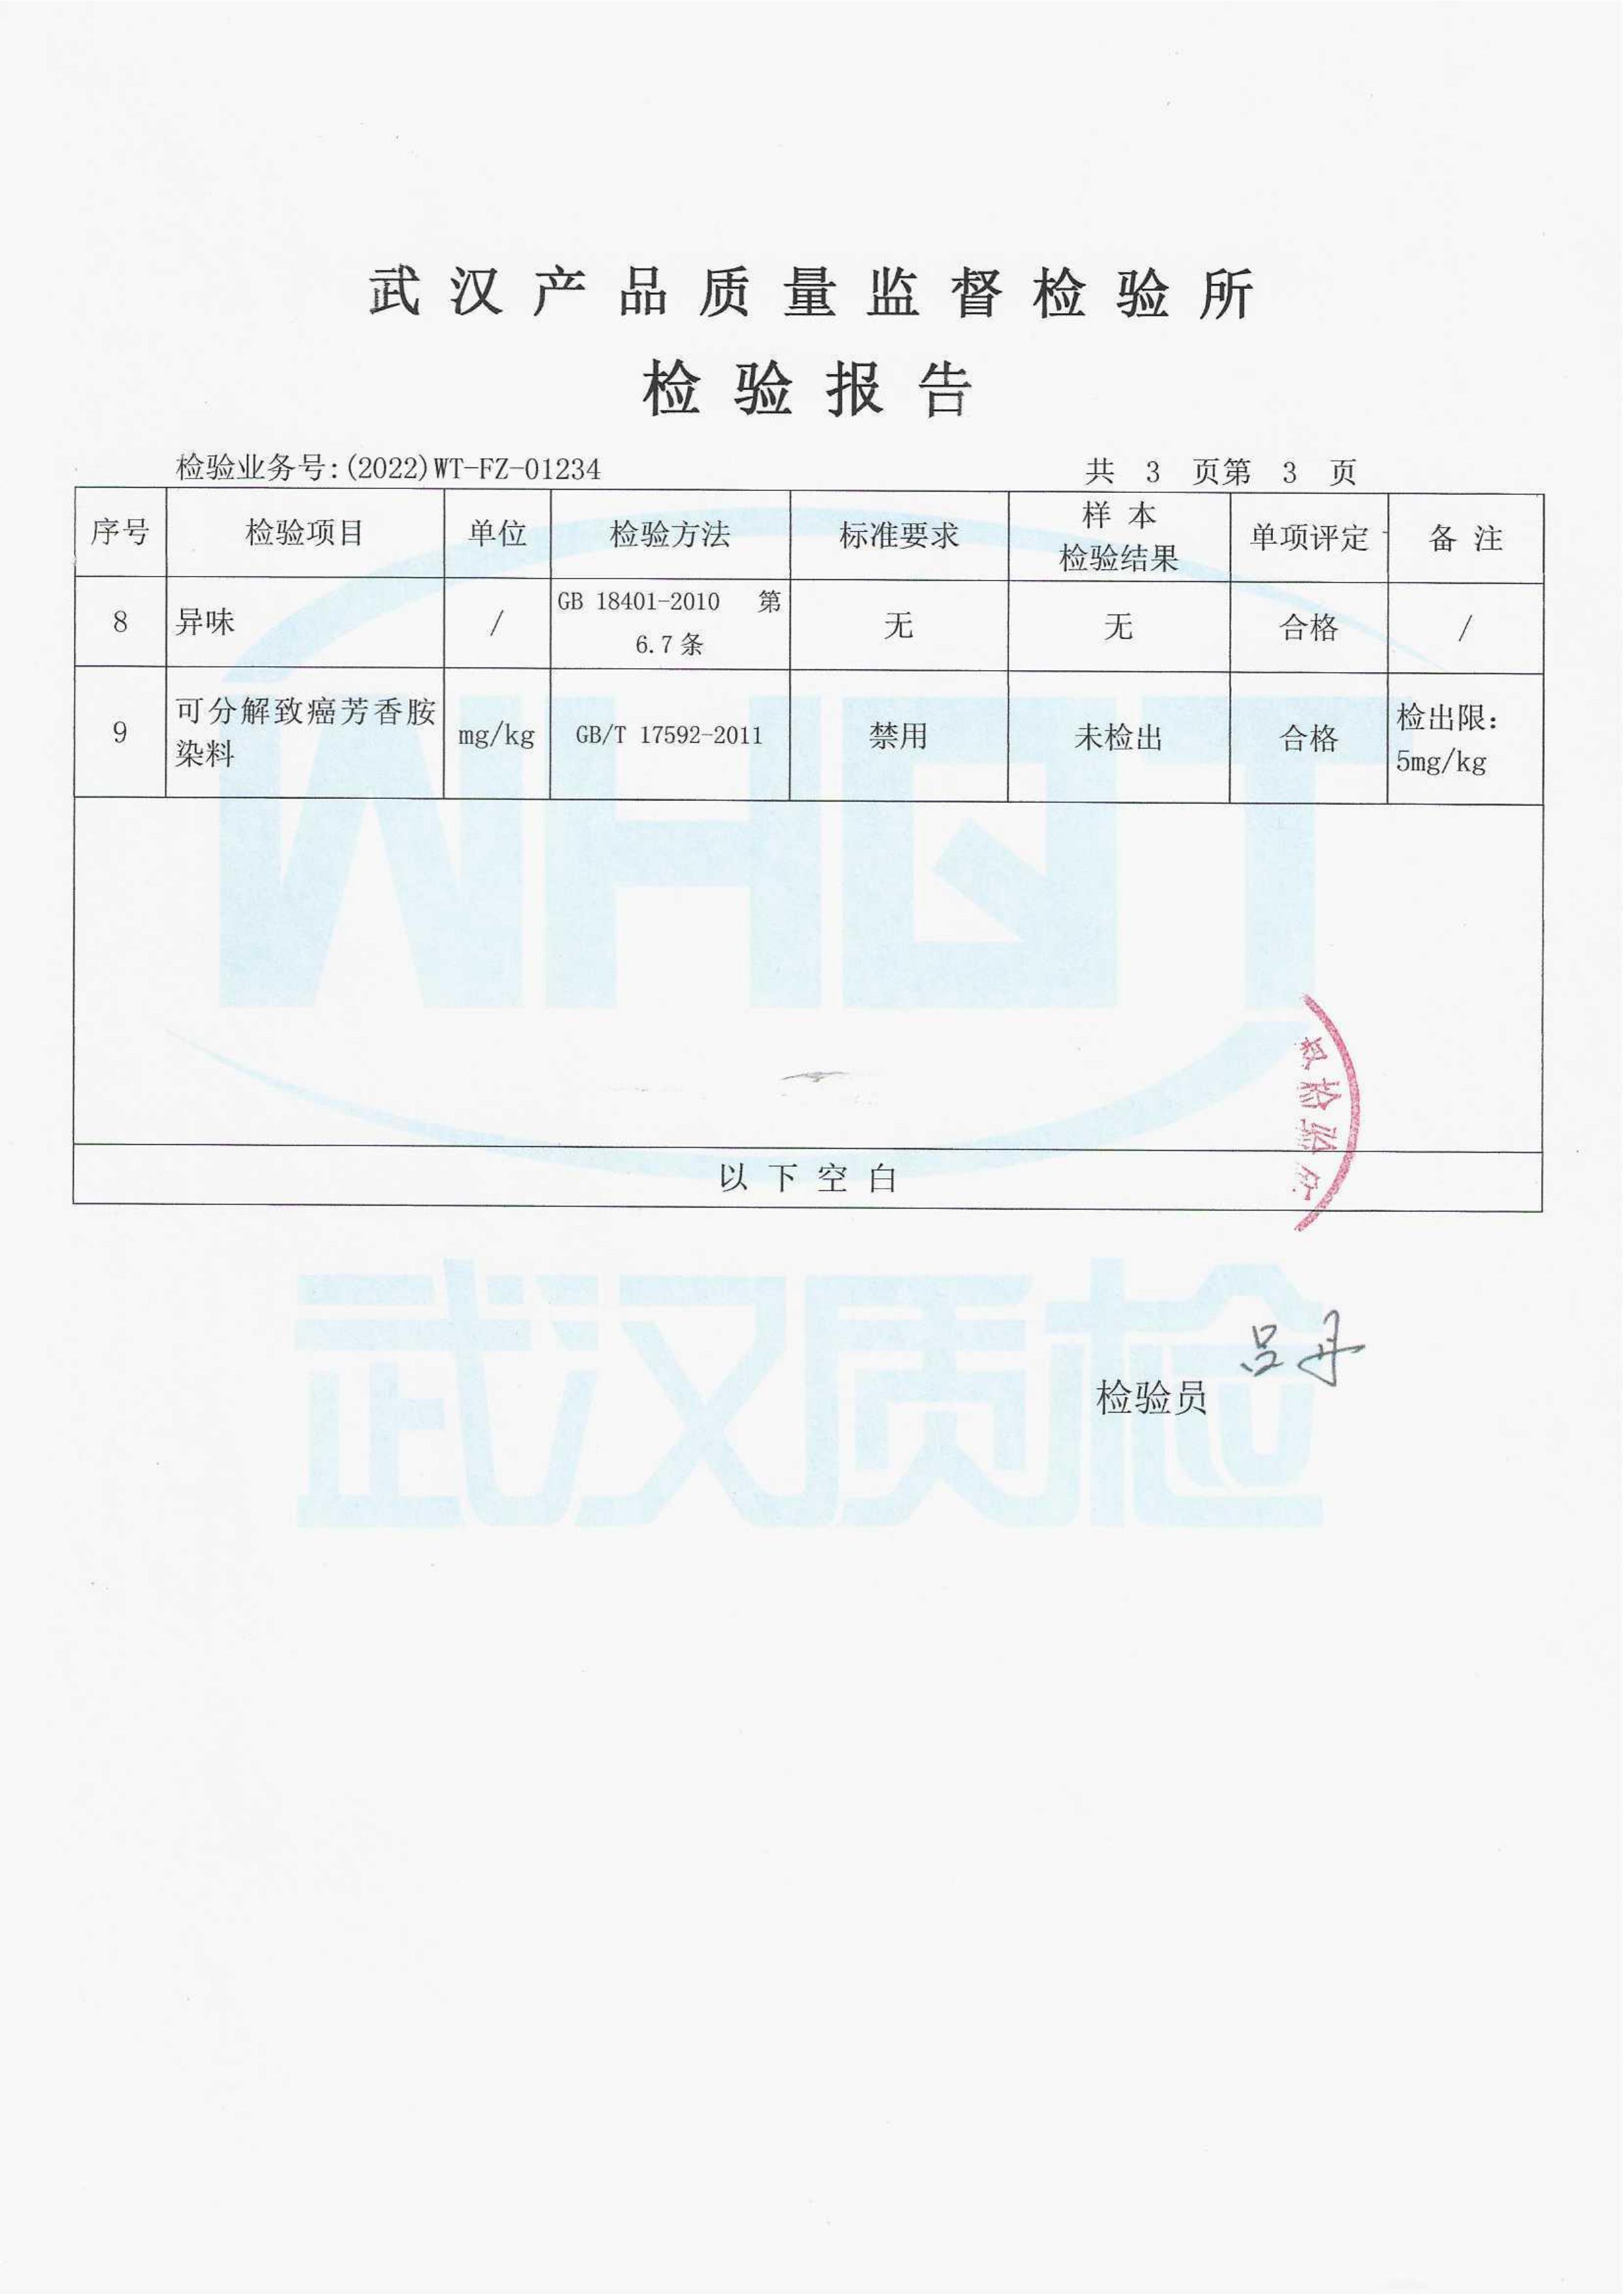 武汉产品质量监督检验所
检验报告
检验业务号:(2022)WT-FZ-01234 共 3 页第 3 页
序号 检验项目 单位 检验方法 标准要求 样本 检验结果 单项评定 备注
8 异味 / GB 18401-2010 第 6.7条 无 无 合格 /
9 可分解致癌芳香胺染料 mg/kg GB/T 17592-2011 禁用 未检出 合格 检出限: 5mg/kg
WHQT
以下空白
检验所
武汉质检
检验员 吕丹